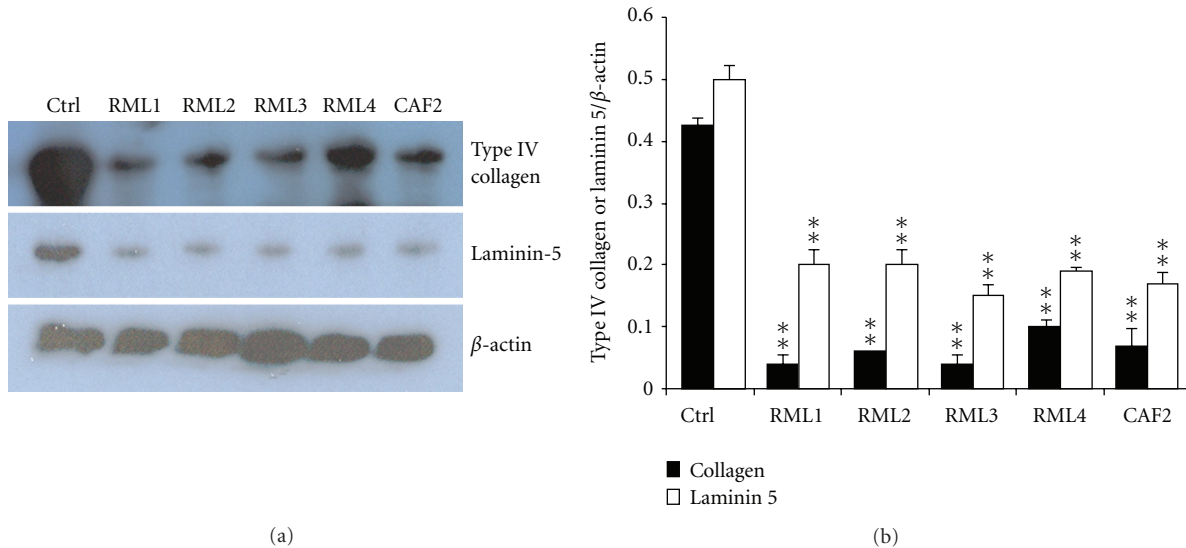 Ctrl RML1 RML2 RML3 RML4 CAF2
Type IV
collagen
Laminin-5
β-actin
(a)
Type IV collagen or laminin 5/β-actin
0.6
0.5
0.4
0.3
0.2
0.1
0
** ** ** ** ** ** ** ** ** **
Ctrl RML1 RML2 RML3 RML4 CAF2
Collagen
Laminin 5
(b)